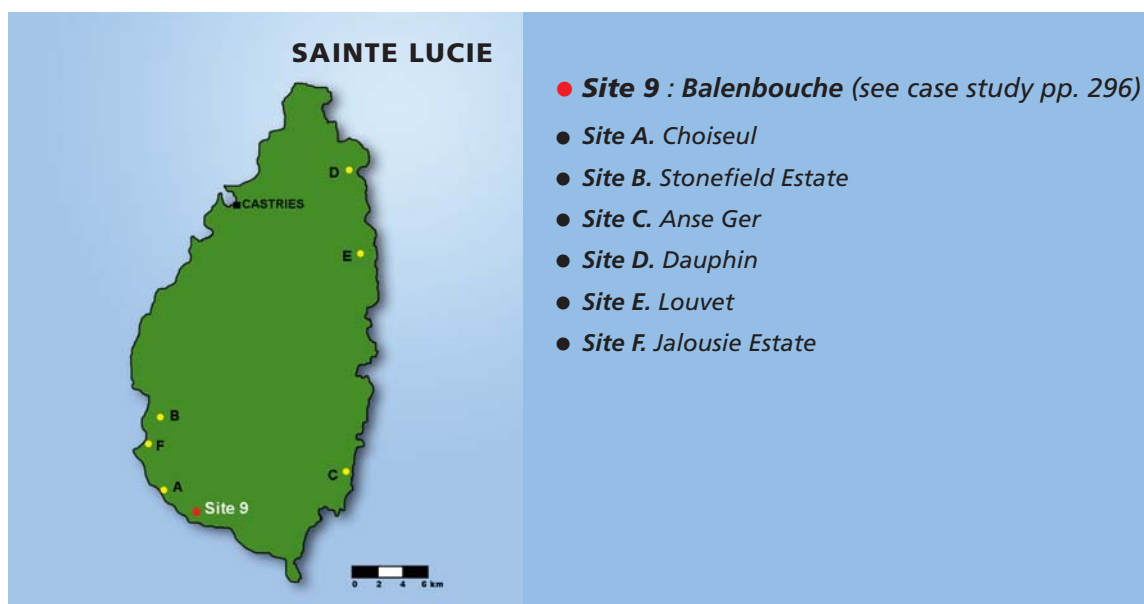 SAINTE LUCIE
D
CASTRIES
E
B
F
C
A
Site 9
0 2 4 6 km
Site 9 : Balenbouche (see case study pp. 296)
Site A. Choiseul
Site B. Stonefield Estate
Site C. Anse Ger
Site D. Dauphin
Site E. Louvet
Site F. Jalousie Estate